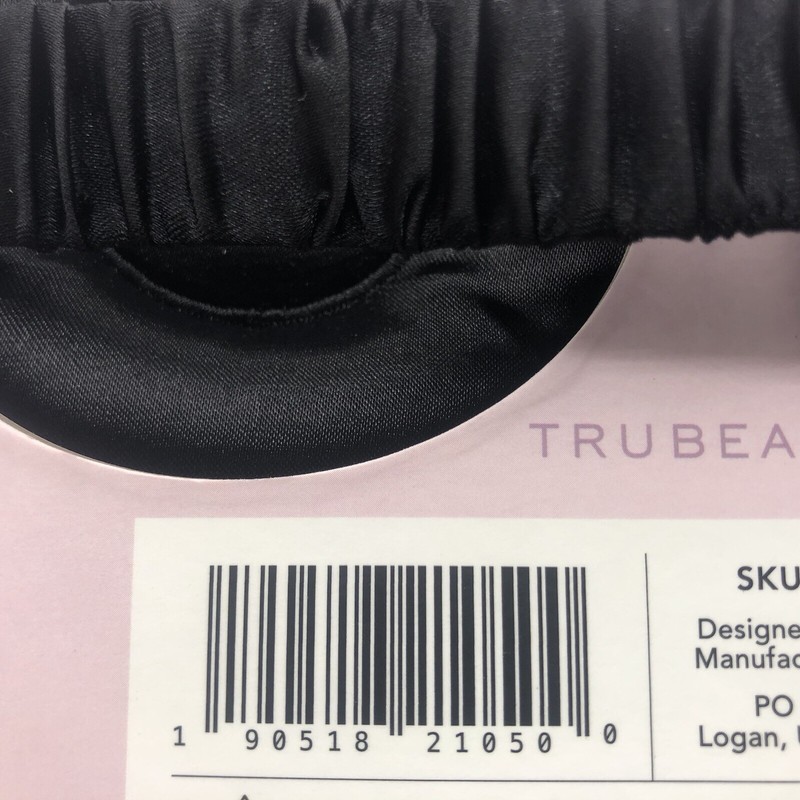 TRUBEA
SKU
Designe
Manufac
PO
Logan,
1 90518 21050 0